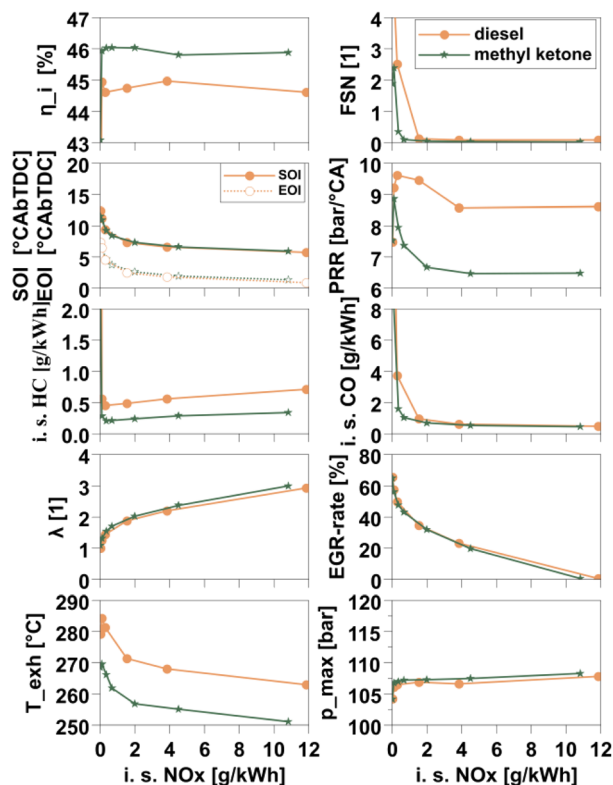 η_i [%]
47
46
45
44
43
FSN [1]
4
3
2
1
0
diesel
methyl ketone
SOI [°CAbTDC]
EOI [°CAbTDC]
20
15
10
5
0
SOI
EOI
PRR [bar/°CA]
10
9
8
7
6
i. s. HC [g/kWh]
2.0
1.5
1.0
0.5
0.0
i. s. CO [g/kWh]
8
6
4
2
0
λ [1]
4
3
2
1
0
EGR-rate [%]
80
60
40
20
0
T_exh [°C]
290
280
270
260
250
0 2 4 6 8 10 12
i. s. NOx [g/kWh]
p_max [bar]
120
115
110
105
100
0 2 4 6 8 10 12
i. s. NOx [g/kWh]